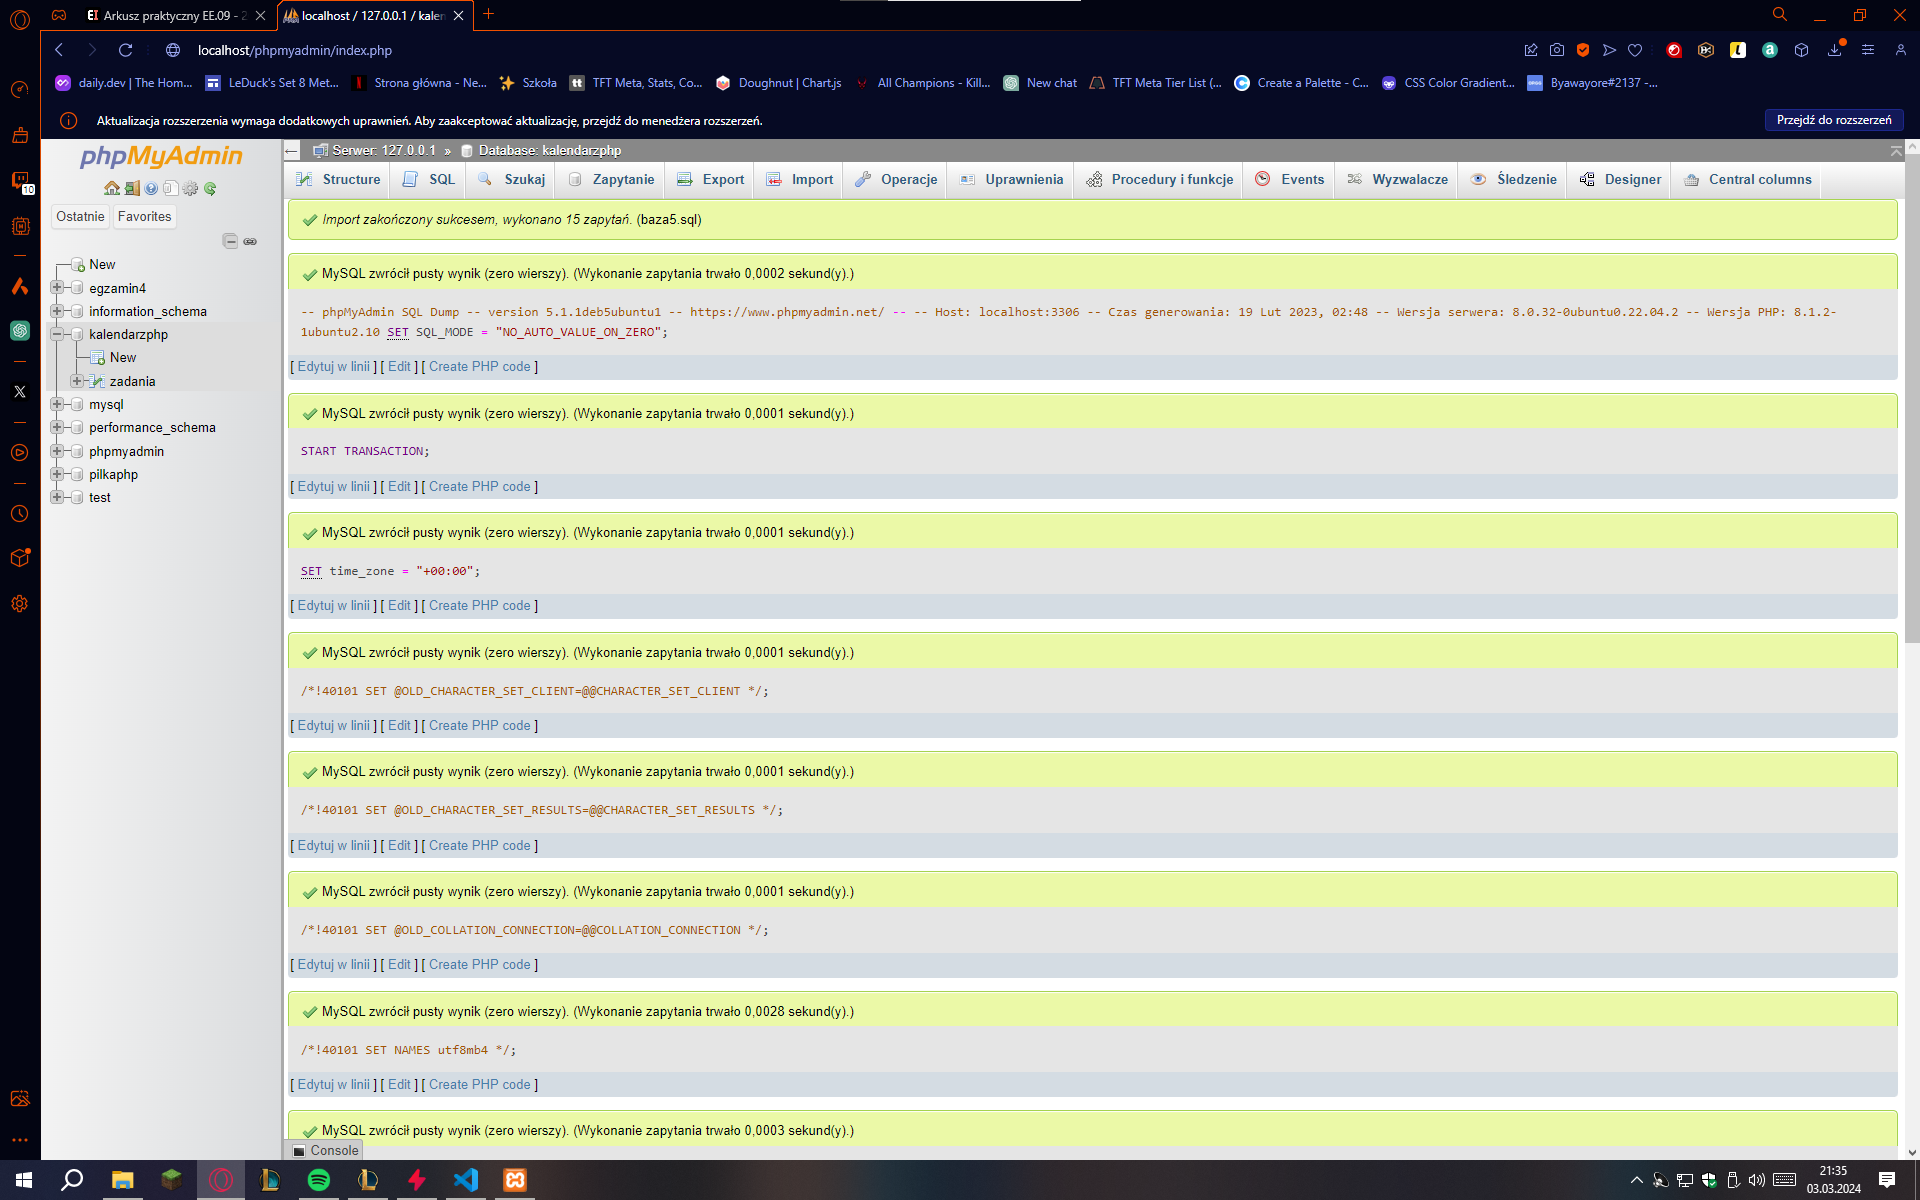 Arkusz praktyczny EE.09 - 2
localhost / 127.0.0.1 / kalen
localhost/phpmyadmin/index.php
daily.dev | The Hom...
LeDuck's Set 8 Met...
Strona główna - Ne...
Szkoła
TFT Meta, Stats, Co...
Doughnut | Chart.js
All Champions - Kill...
New chat
TFT Meta Tier List (...
Create a Palette - C...
CSS Color Gradient...
Byawayore#2137 -...
Aktualizacja rozszerzenia wymaga dodatkowych uprawnień. Aby zaakceptować aktualizację, przejdź do menedżera rozszerzeń.
Przejdź do rozszerzeń
10
phpMyAdmin
Ostatnie
Favorites
New
egzamin4
information_schema
kalendarzphp
New
zadania
mysql
performance_schema
phpmyadmin
pilkaphp
test
Serwer: 127.0.0.1 » Database: kalendarzphp
Structure
SQL
Szukaj
Zapytanie
Export
Import
Operacje
Uprawnienia
Procedury i funkcje
Events
Wyzwalacze
Śledzenie
Designer
Central columns
Import zakończony sukcesem, wykonano 15 zapytań. (baza5.sql)
MySQL zwrócił pusty wynik (zero wierszy). (Wykonanie zapytania trwało 0,0002 sekund(y).)
-- phpMyAdmin SQL Dump -- version 5.1.1deb5ubuntu1 -- https://www.phpmyadmin.net/ -- -- Host: localhost:3306 -- Czas generowania: 19 Lut 2023, 02:48 -- Wersja serwera: 8.0.32-0ubuntu0.22.04.2 -- Wersja PHP: 8.1.2-
1ubuntu2.10 SET SQL_MODE = "NO_AUTO_VALUE_ON_ZERO";
[ Edytuj w linii ] [ Edit ] [ Create PHP code ]
MySQL zwrócił pusty wynik (zero wierszy). (Wykonanie zapytania trwało 0,0001 sekund(y).)
START TRANSACTION;
[ Edytuj w linii ] [ Edit ] [ Create PHP code ]
MySQL zwrócił pusty wynik (zero wierszy). (Wykonanie zapytania trwało 0,0001 sekund(y).)
SET time_zone = "+00:00";
[ Edytuj w linii ] [ Edit ] [ Create PHP code ]
MySQL zwrócił pusty wynik (zero wierszy). (Wykonanie zapytania trwało 0,0001 sekund(y).)
/*!40101 SET @OLD_CHARACTER_SET_CLIENT=@@CHARACTER_SET_CLIENT */;
[ Edytuj w linii ] [ Edit ] [ Create PHP code ]
MySQL zwrócił pusty wynik (zero wierszy). (Wykonanie zapytania trwało 0,0001 sekund(y).)
/*!40101 SET @OLD_CHARACTER_SET_RESULTS=@@CHARACTER_SET_RESULTS */;
[ Edytuj w linii ] [ Edit ] [ Create PHP code ]
MySQL zwrócił pusty wynik (zero wierszy). (Wykonanie zapytania trwało 0,0001 sekund(y).)
/*!40101 SET @OLD_COLLATION_CONNECTION=@@COLLATION_CONNECTION */;
[ Edytuj w linii ] [ Edit ] [ Create PHP code ]
MySQL zwrócił pusty wynik (zero wierszy). (Wykonanie zapytania trwało 0,0028 sekund(y).)
/*!40101 SET NAMES utf8mb4 */;
[ Edytuj w linii ] [ Edit ] [ Create PHP code ]
MySQL zwrócił pusty wynik (zero wierszy). (Wykonanie zapytania trwało 0,0003 sekund(y).)
Console
21:35
03.03.2024